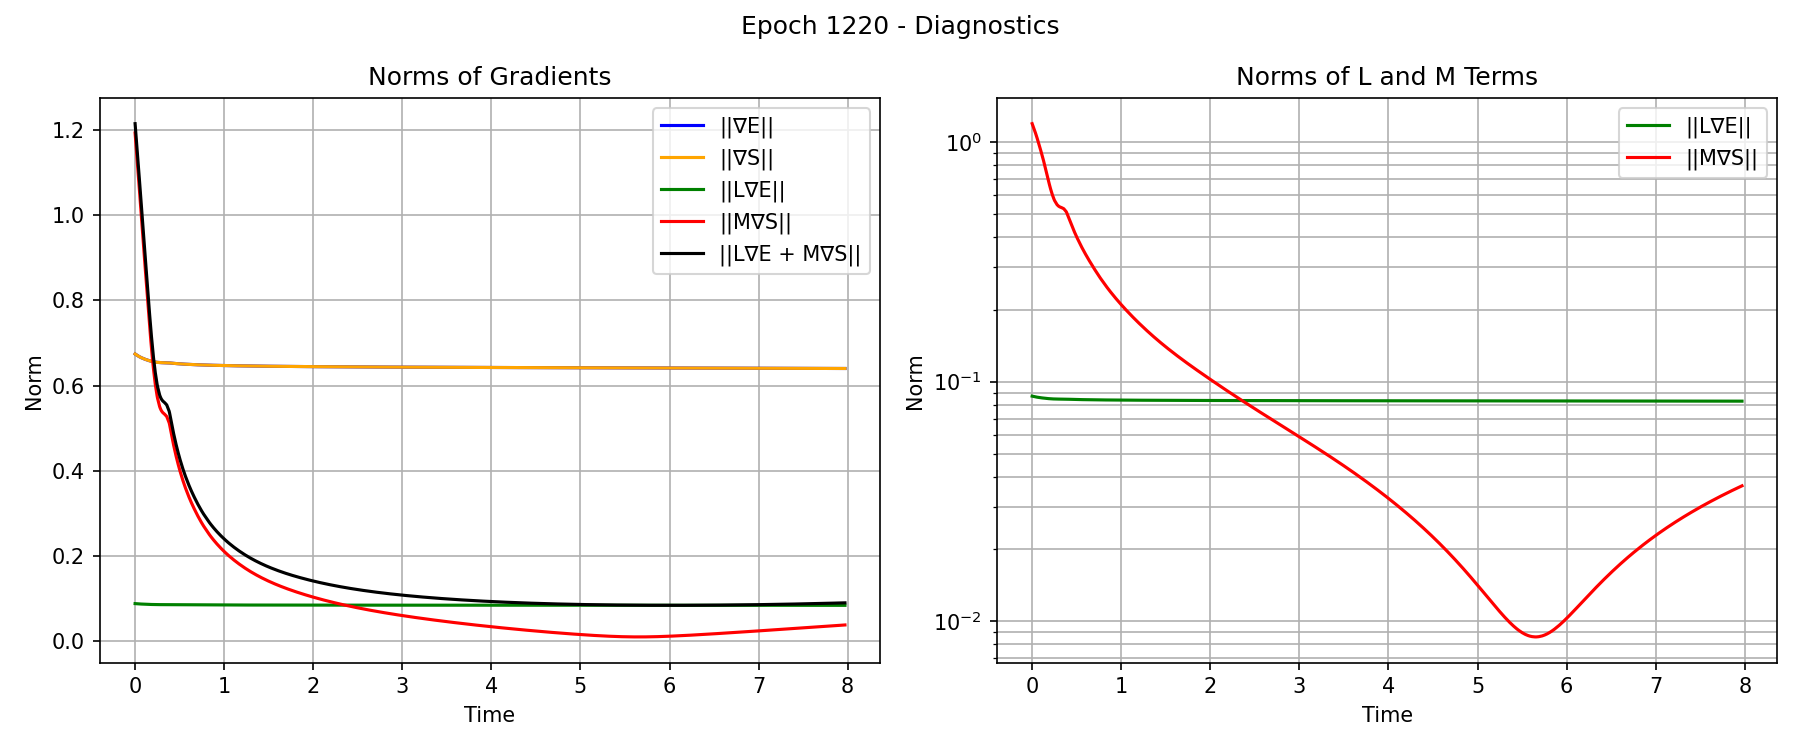 Epoch 1220 - Diagnostics
Norms of Gradients
Norm
1.2
1.0
0.8
0.6
0.4
0.2
0.0
||∇E||
||∇S||
||L∇E||
||M∇S||
||L∇E + M∇S||
0 1 2 3 4 5 6 7 8
Time
Norms of L and M Terms
Norm
10⁰
10⁻¹
10⁻²
||L∇E||
||M∇S||
0 1 2 3 4 5 6 7 8
Time